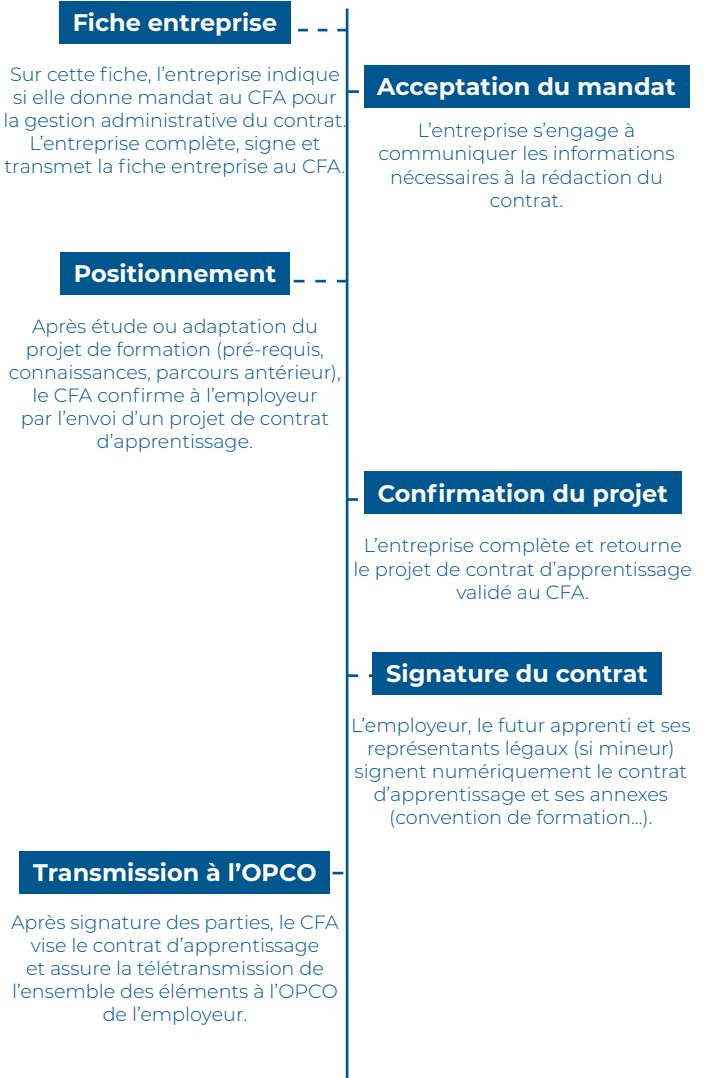 Fiche entreprise
Sur cette fiche, l’entreprise indique
si elle donne mandat au CFA pour
la gestion administrative du contrat.
L’entreprise complète, signe et
transmet la fiche entreprise au CFA.
Acceptation du mandat
L’entreprise s’engage à
communiquer les informations
nécessaires à la rédaction du
contrat.
Positionnement
Après étude ou adaptation du
projet de formation (pré-requis,
connaissances, parcours antérieur),
le CFA confirme à l’employeur
par l’envoi d’un projet de contrat
d’apprentissage.
Confirmation du projet
L’entreprise complète et retourne
le projet de contrat d’apprentissage
validé au CFA.
Signature du contrat
L’employeur, le futur apprenti et ses
représentants légaux (si mineur)
signent numériquement le contrat
d’apprentissage et ses annexes
(convention de formation...).
Transmission à l’OPCO
Après signature des parties, le CFA
vise le contrat d’apprentissage
et assure la télétransmission de
l’ensemble des éléments à l’OPCO
de l’employeur.